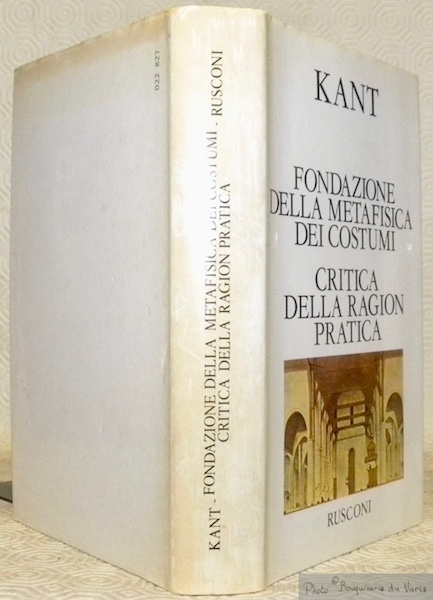 022 827
KANT - FONDAZIONE DELLA METAFISICA DEI COSTUMI - RUSCONI
CRITICA DELLA RAGION PRATICA
KANT
FONDAZIONE
DELLA METAFISICA
DEI COSTUMI
CRITICA
DELLA RAGION
PRATICA
RUSCONI
Photo © Bouquinerie du Varis